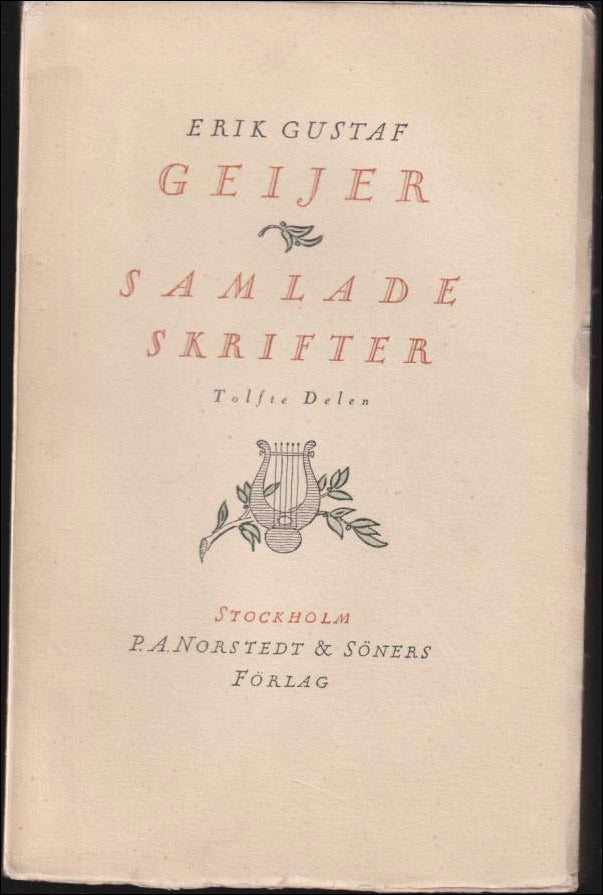 ERIK GUSTAF
GEIJER
SAMLADE
SKRIFTER
Tolfte Delen
STOCKHOLM
P. A. NORSTEDT & SÖNERS
FÖRLAG